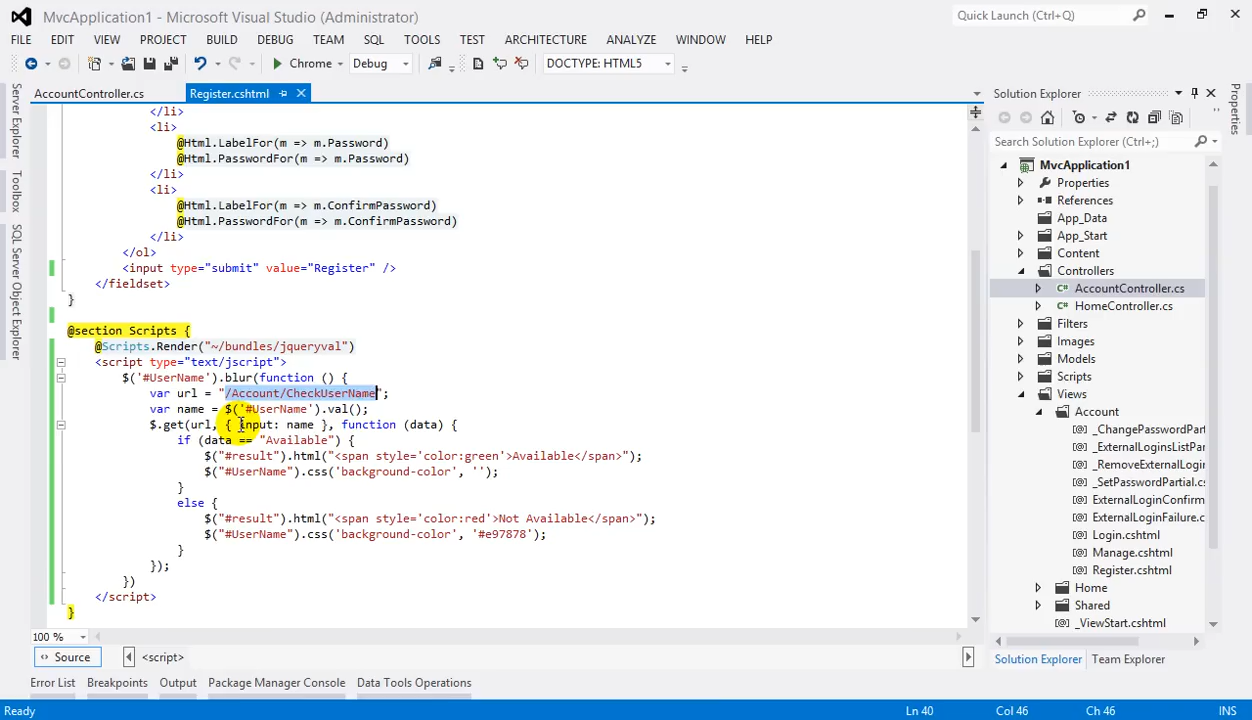 MvcApplication1 - Microsoft Visual Studio (Administrator)
Quick Launch (Ctrl+Q)
FILE EDIT VIEW PROJECT BUILD DEBUG TEAM SQL TOOLS TEST ARCHITECTURE ANALYZE WINDOW HELP
Chrome Debug DOCTYPE: HTML5
Server Explorer
Toolbox
SQL Server Object Explorer
AccountController.cs Register.cshtml
</li>
<li>
@Html.LabelFor(m => m.Password)
@Html.PasswordFor(m => m.Password)
</li>
<li>
@Html.LabelFor(m => m.ConfirmPassword)
@Html.PasswordFor(m => m.ConfirmPassword)
</li>
</ol>
<input type="submit" value="Register" />
</fieldset>
}
@section Scripts {
@Scripts.Render("~/bundles/jqueryval")
<script type="text/jscript">
$('#UserName').blur(function () {
var url = "/Account/CheckUserName";
var name = $('#UserName').val();
$.get(url, { input: name }, function (data) {
if (data == "Available") {
$("#result").html("<span style='color:green'>Available</span>");
$("#UserName").css('background-color', '');
}
else {
$("#result").html("<span style='color:red'>Not Available</span>");
$("#UserName").css('background-color', '#e97878');
}
});
})
</script>
}
100 %
Source <script>
Solution Explorer
Search Solution Explorer (Ctrl+;)
MvcApplication1
Properties
References
App_Data
App_Start
Content
Controllers
AccountController.cs
HomeController.cs
Filters
Images
Models
Scripts
Views
Account
_ChangePasswordPart
_ExternalLoginsListPart
_RemoveExternalLogin
_SetPasswordPartial.cs
ExternalLoginConfirm
ExternalLoginFailure.c
Login.cshtml
Manage.cshtml
Register.cshtml
Home
Shared
_ViewStart.cshtml
Solution Explorer Team Explorer
Properties
Error List Breakpoints Output Package Manager Console Data Tools Operations
Ready Ln 40 Col 46 Ch 46 INS